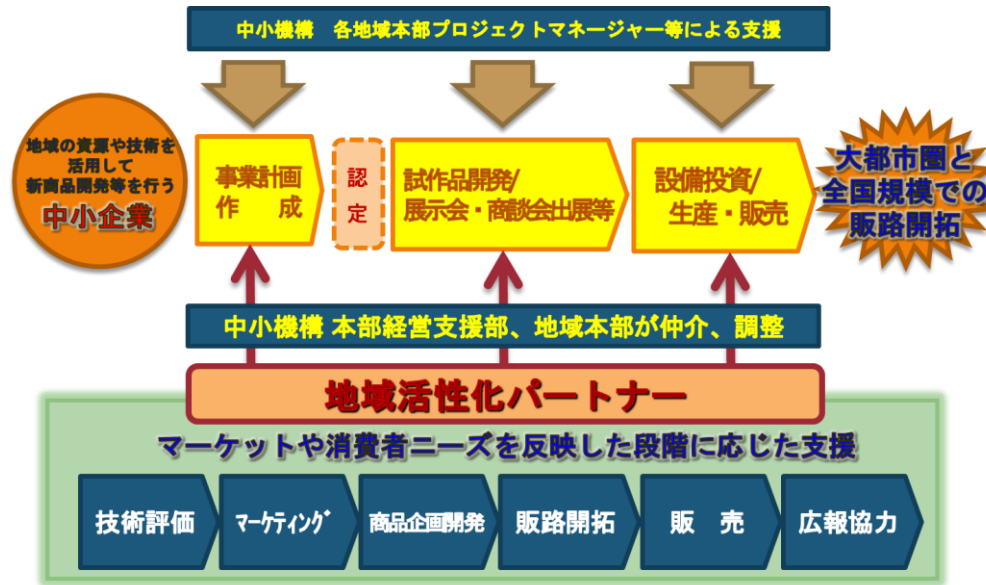 中小機構　各地域本部プロジェクトマネージャー等による支援
地域の資源や技術を
活用して
新商品開発等を行う
中小企業
事業計画
作　成
認
定
試作品開発/
展示会・商談会出展等
設備投資/
生産・販売
大都市圏と
全国規模での
販路開拓
中小機構 本部経営支援部、地域本部が仲介、調整
地域活性化パートナー
マーケットや消費者ニーズを反映した段階に応じた支援
技術評価
ﾏｰｹﾃｨﾝｸﾞ
商品企画開発
販路開拓
販　売
広報協力